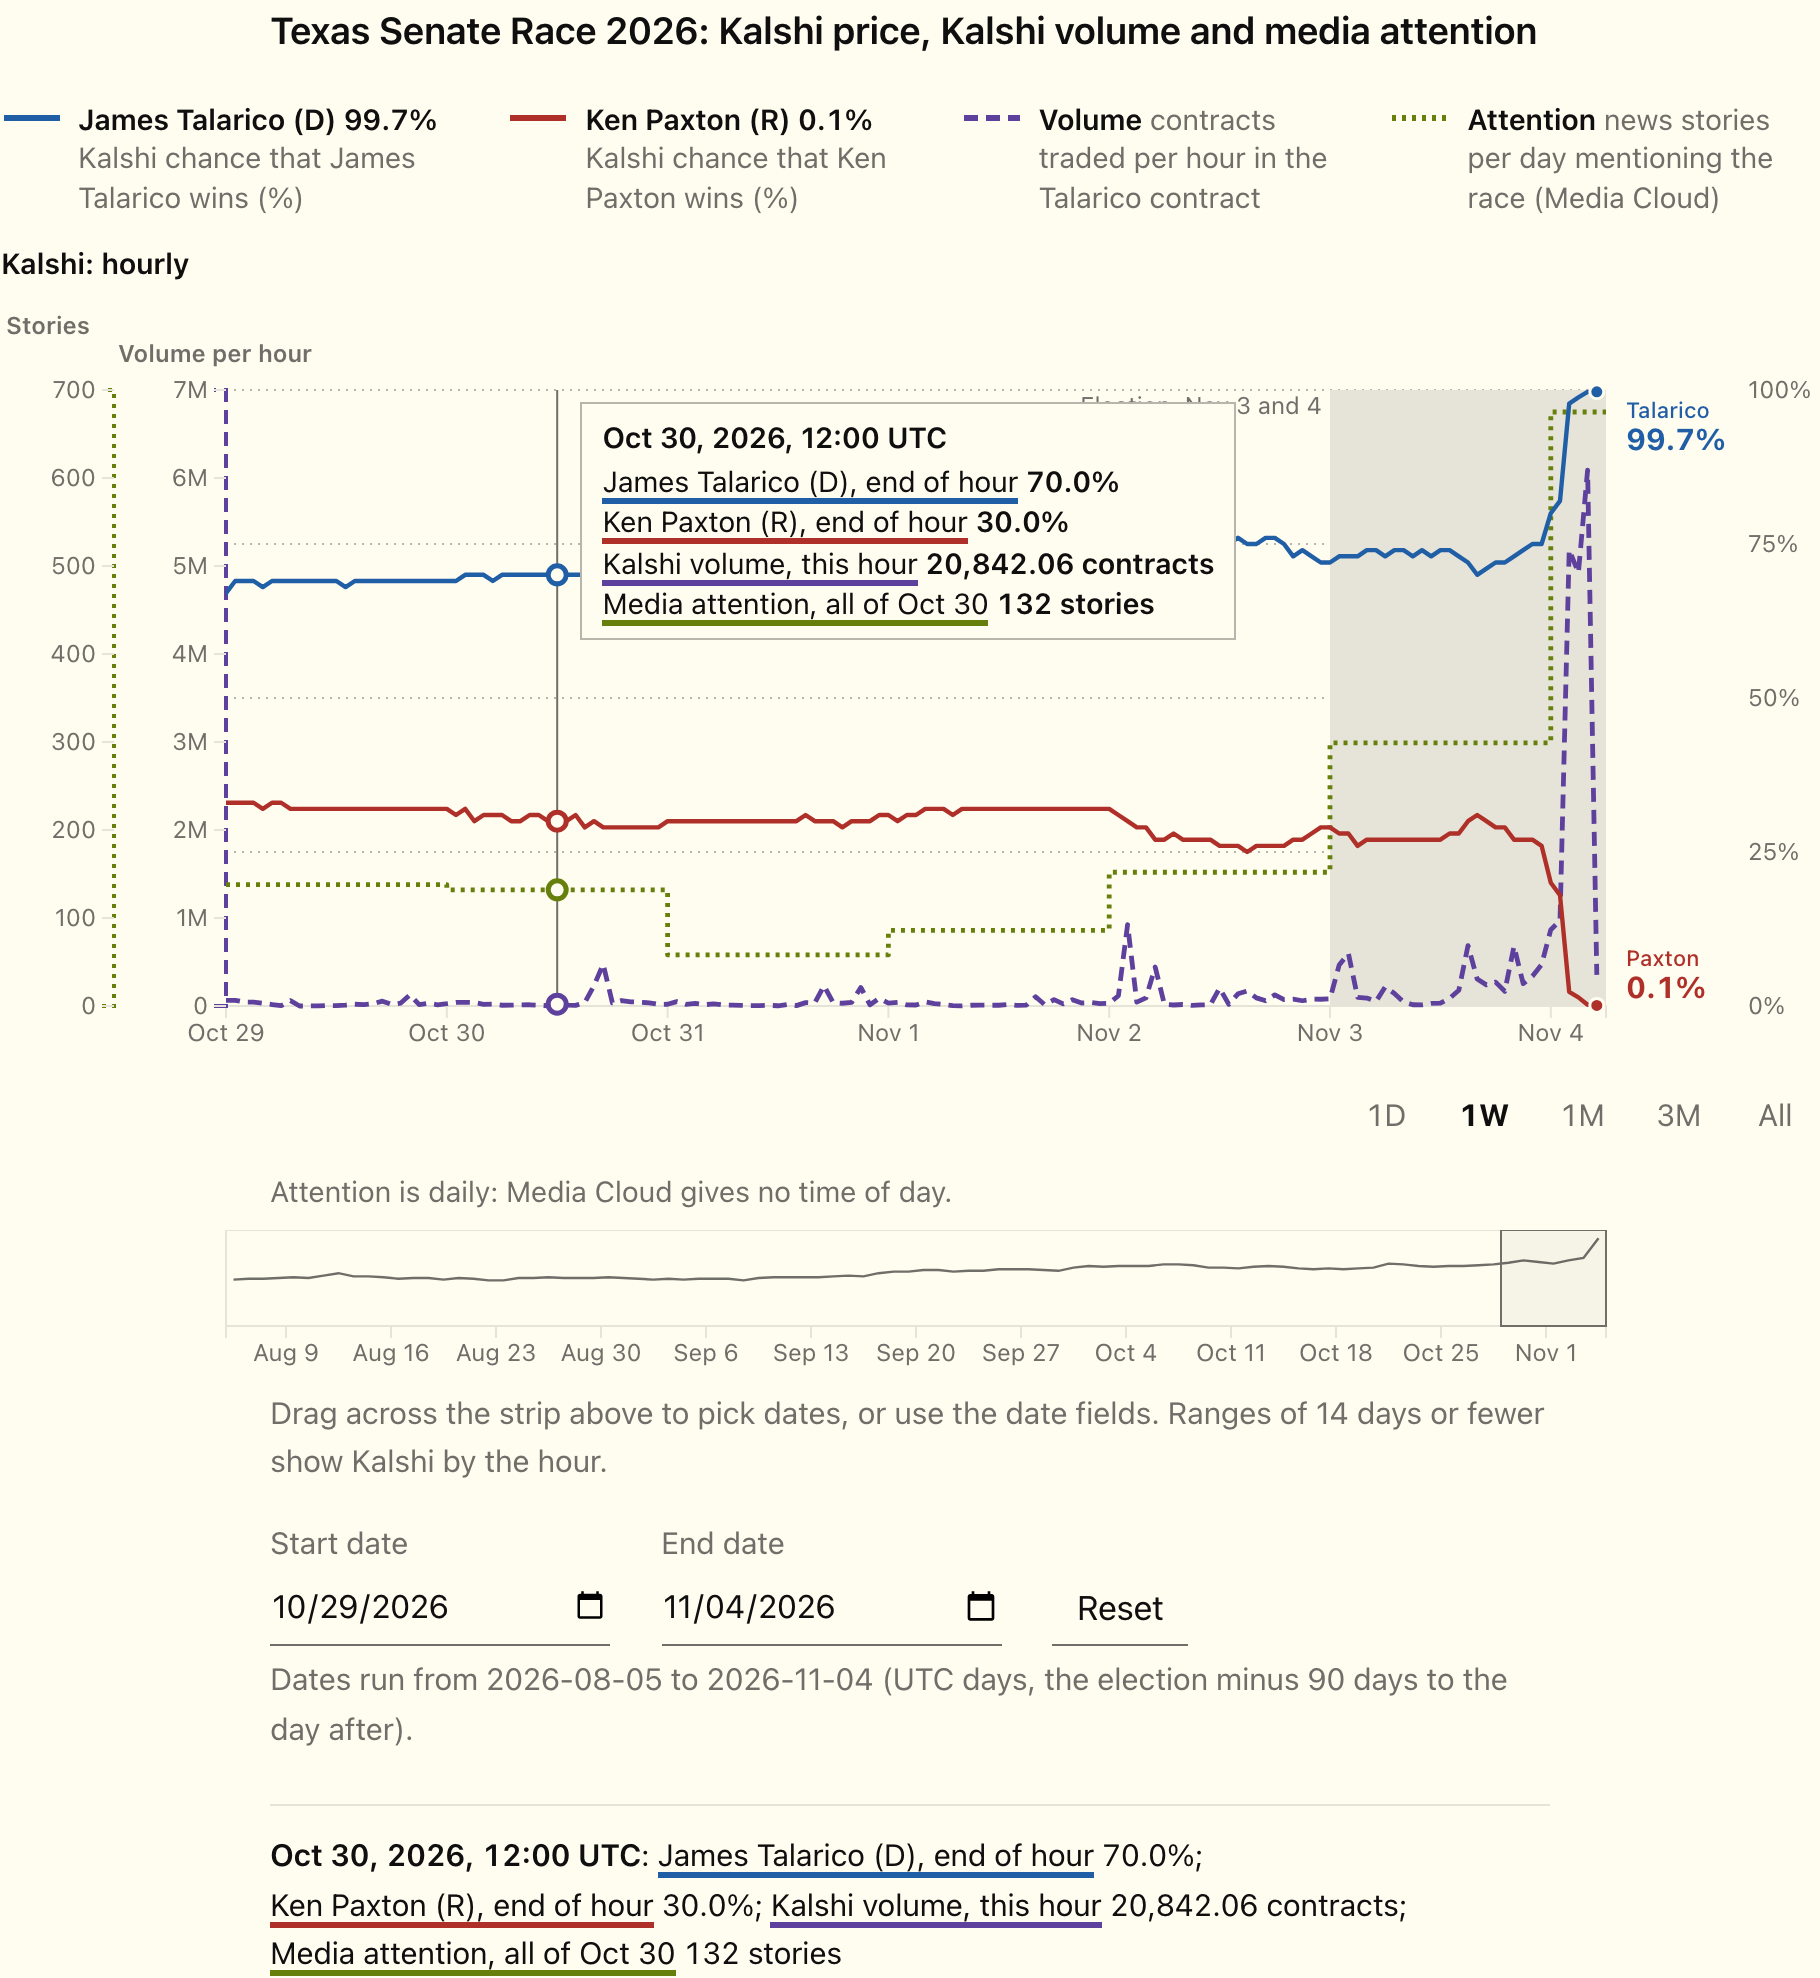 Texas Senate Race 2026: Kalshi price, Kalshi volume and media attention
James Talarico (D) 99.7%
Kalshi chance that James
Talarico wins (%)
Ken Paxton (R) 0.1%
Kalshi chance that Ken
Paxton wins (%)
Volume contracts
traded per hour in the
Talarico contract
Attention news stories
per day mentioning the
race (Media Cloud)
Kalshi: hourly
Stories
Volume per hour
700
600
500
400
300
200
100
0
7M
6M
5M
4M
3M
2M
1M
0
100%
75%
50%
25%
0%
3 and 4
Oct 30, 2026, 12:00 UTC
James Talarico (D), end of hour 70.0%
Ken Paxton (R), end of hour 30.0%
Kalshi volume, this hour 20,842.06 contracts
Media attention, all of Oct 30 132 stories
Talarico
99.7%
Paxton
0.1%
Oct 29
Oct 30
Oct 31
Nov 1
Nov 2
Nov 3
Nov 4
1D 1W 1M 3M All
Attention is daily: Media Cloud gives no time of day.
Aug 9
Aug 16
Aug 23
Aug 30
Sep 6
Sep 13
Sep 20
Sep 27
Oct 4
Oct 11
Oct 18
Oct 25
Nov 1
Drag across the strip above to pick dates, or use the date fields. Ranges of 14 days or fewer
show Kalshi by the hour.
Start date
End date
10/29/2026
11/04/2026
Reset
Dates run from 2026-08-05 to 2026-11-04 (UTC days, the election minus 90 days to the
day after).
Oct 30, 2026, 12:00 UTC: James Talarico (D), end of hour 70.0%;
Ken Paxton (R), end of hour 30.0%; Kalshi volume, this hour 20,842.06 contracts;
Media attention, all of Oct 30 132 stories